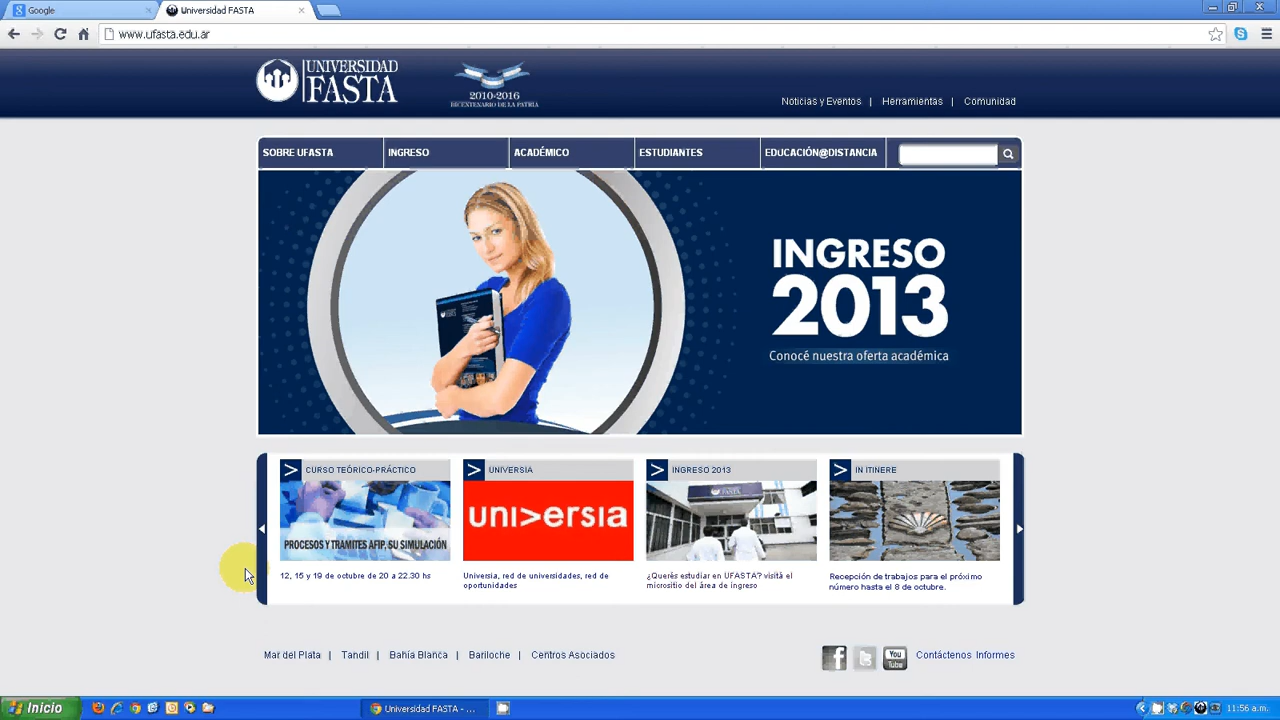 Google
Universidad FASTA
www.ufasta.edu.ar
UNIVERSIDAD
FASTA
2010-2016
BICENTENARIO DE LA PATRIA
Noticias y Eventos | Herramientas | Comunidad
SOBRE UFASTA
INGRESO
ACADÉMICO
ESTUDIANTES
EDUCACIÓN@DISTANCIA
INGRESO
2013
Conocé nuestra oferta académica
> CURSO TEÓRICO-PRÁCTICO
PROCESOS Y TRAMITES AFIP, SU SIMULACIÓN
12, 15 y 19 de octubre de 20 a 22.30 hs
> UNIVERSIA
uni>ersia
Universia, red de universidades, red de
oportunidades
> INGRESO 2013
FASTA
¿Querés estudiar en UFASTA? visitá el
micrositio del área de ingreso
> IN ITINERE
Recepción de trabajos para el próximo
número hasta el 8 de octubre.
Mar del Plata | Tandil | Bahía Blanca | Bariloche | Centros Asociados
You
Tube
Contáctenos Informes
Inicio
Universidad FASTA - ...
11:56 a.m.